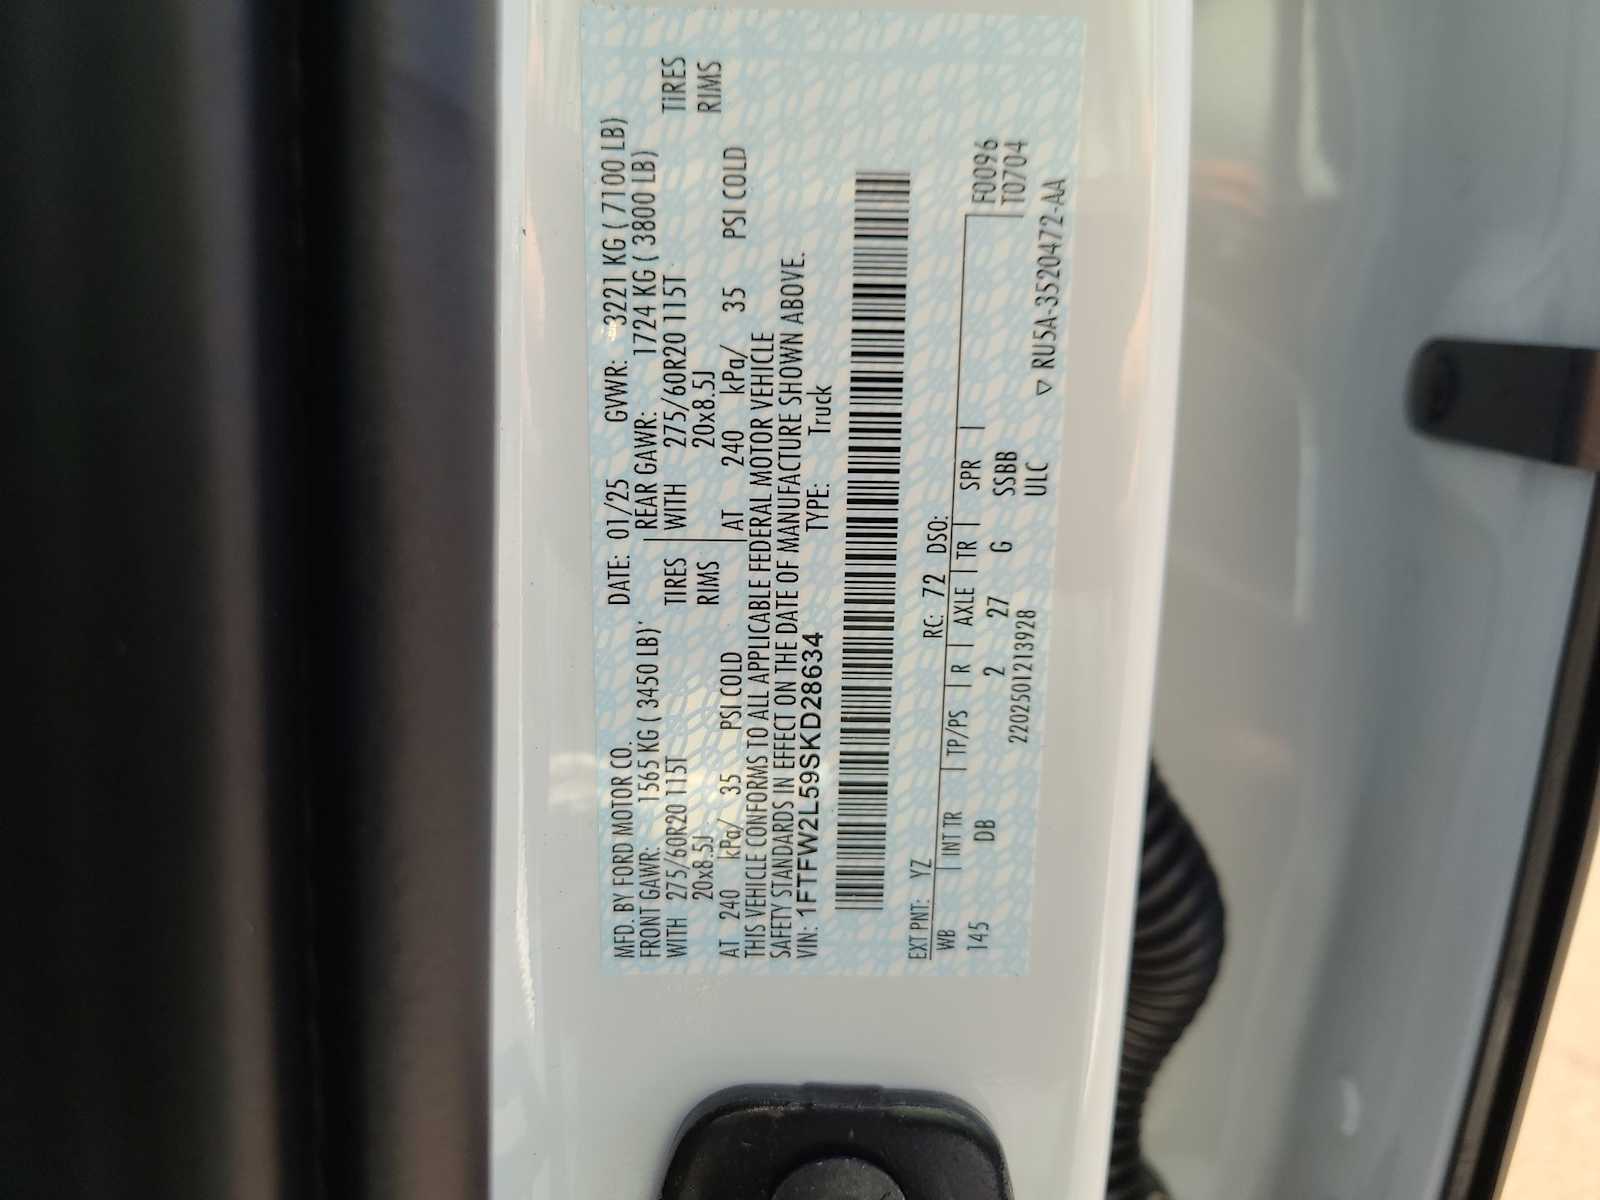 MFD. BY FORD MOTOR CO.
DATE: 01/25 GVWR: 3221 KG ( 7100 LB)
FRONT GAWR: 1565 KG ( 3450 LB)
REAR GAWR: 1724 KG ( 3800 LB)
WITH 275/60R20 115T TIRES
WITH 275/60R20 115T TIRES
20x8.5J RIMS
20x8.5J RIMS
AT 240 kPa/ 35 PSI COLD
AT 240 kPa/ 35 PSI COLD
THIS VEHICLE CONFORMS TO ALL APPLICABLE FEDERAL MOTOR VEHICLE
SAFETY STANDARDS IN EFFECT ON THE DATE OF MANUFACTURE SHOWN ABOVE.
VIN: 1FTFW2L59SKD28634 TYPE: Truck
EXT PNT: YZ RC: 72 DSO:
WB | INT TR | TP/PS | R | AXLE | TR | SPR |
F0096
T0704
145 DB 2 27 G SSBB
ULC
2202501213928
▽ RU5A-3520472-AA